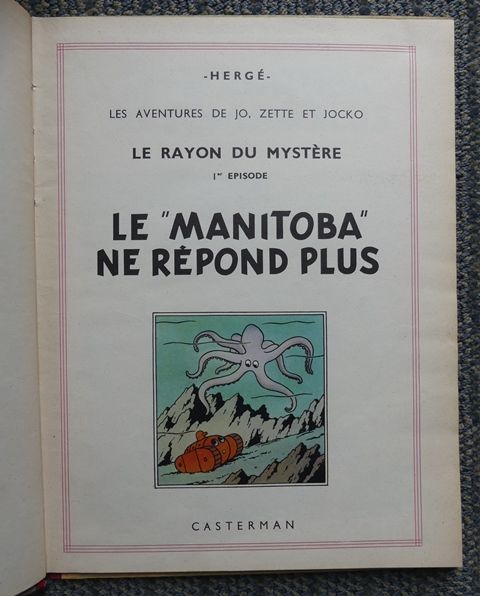 -HERGÉ-
LES AVENTURES DE JO, ZETTE ET JOCKO
LE RAYON DU MYSTÈRE
1er EPISODE
LE "MANITOBA"
NE RÉPOND PLUS
CASTERMAN